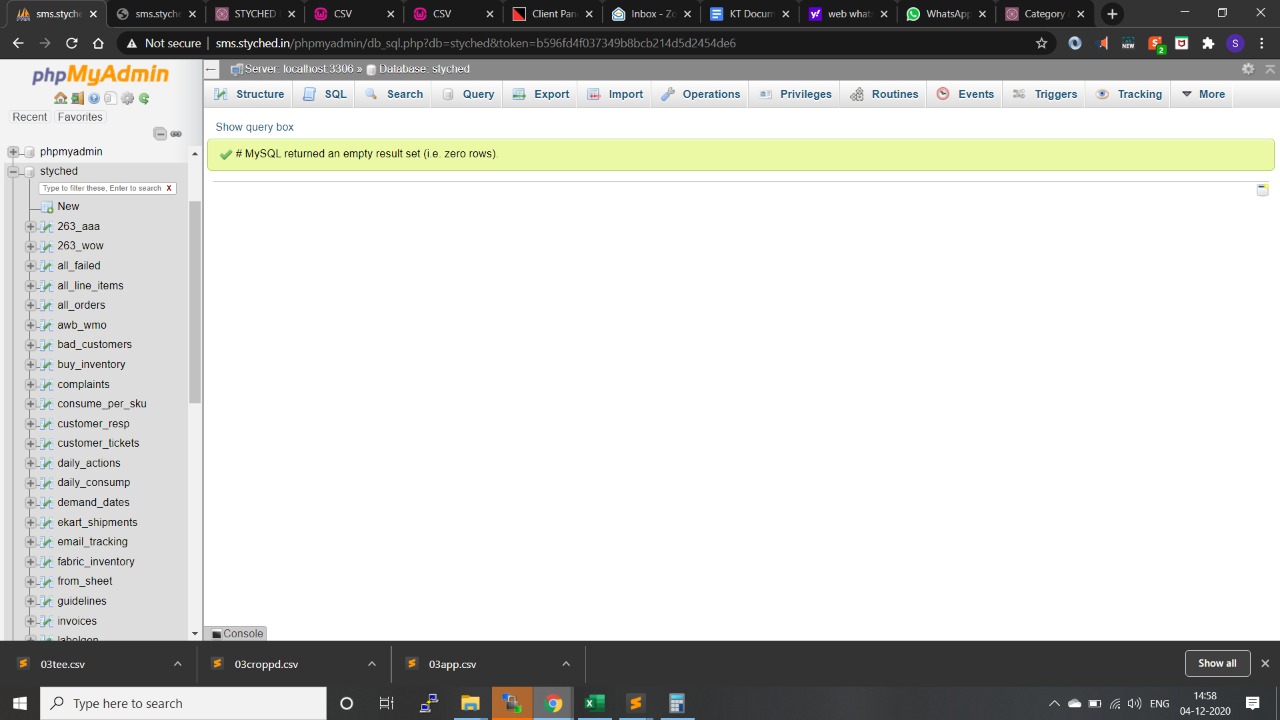 sms.styche
sms.styche
STYCHED
CSV
CSV
Client Pan
Inbox - Zo
KT Docum
web whats
WhatsApp
Category
Not secure | sms.styched.in/phpmyadmin/db_sql.php?db=styched&token=b596fd4f037349b8bcb214d5d2454de6
NEW
2
S
phpMyAdmin
Recent Favorites
Server: localhost:3306 » Database: styched
Structure SQL Search Query Export Import Operations Privileges Routines Events Triggers Tracking More
Show query box
# MySQL returned an empty result set (i.e. zero rows).
phpmyadmin
styched
Type to filter these, Enter to search X
New
263_aaa
263_wow
all_failed
all_line_items
all_orders
awb_wmo
bad_customers
buy_inventory
complaints
consume_per_sku
customer_resp
customer_tickets
daily_actions
daily_consump
demand_dates
ekart_shipments
email_tracking
fabric_inventory
from_sheet
guidelines
invoices
labelgen
Console
03tee.csv
03croppd.csv
03app.csv
Show all
Type here to search
ENG
14:58
04-12-2020